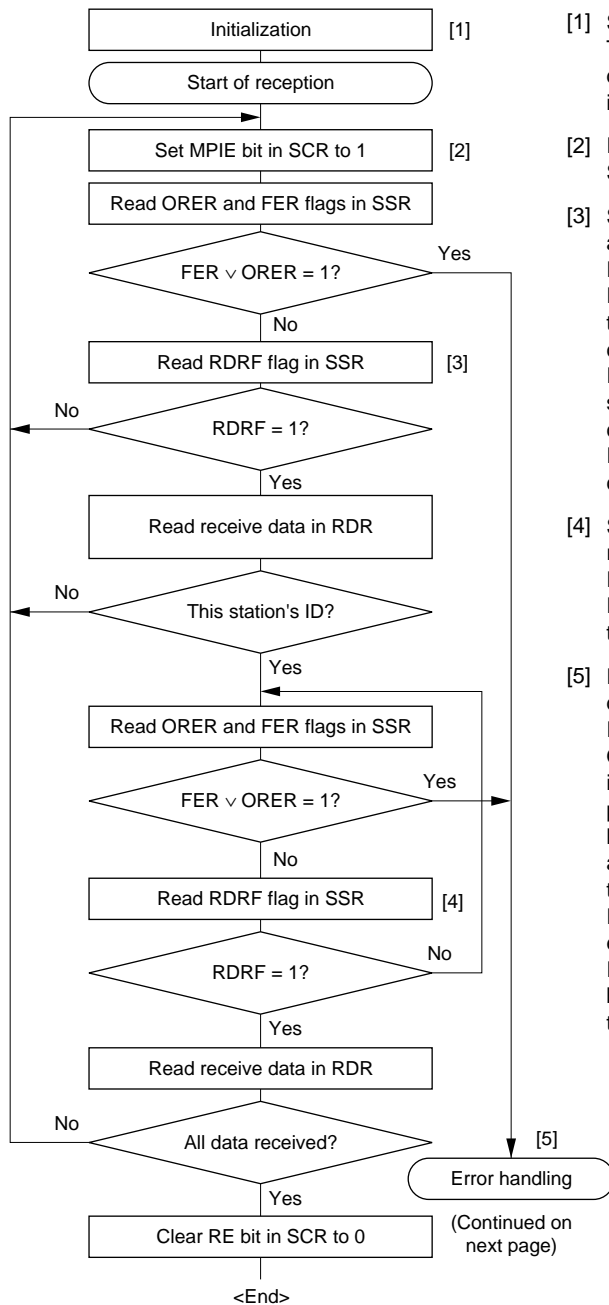 Initialization [1]
Start of reception
Set MPIE bit in SCR to 1 [2]
Read ORER and FER flags in SSR
FER ∨ ORER = 1?
Yes
No
Read RDRF flag in SSR [3]
No
RDRF = 1?
Yes
Read receive data in RDR
No
This station's ID?
Yes
Read ORER and FER flags in SSR
FER ∨ ORER = 1?
Yes
No
Read RDRF flag in SSR [4]
RDRF = 1?
No
Yes
Read receive data in RDR
No
All data received?
Yes
Clear RE bit in SCR to 0
<End>
[5]
Error handling
(Continued on
next page)
[1]
[2]
[3]
[4]
[5]